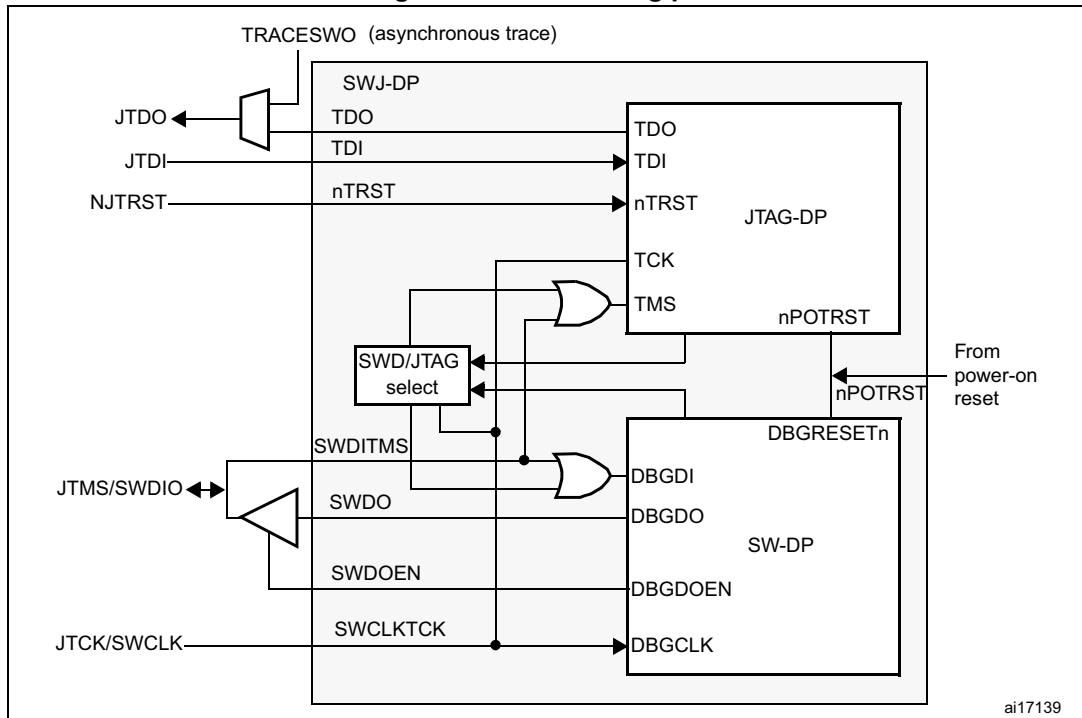 TRACESWO (asynchronous trace)
SWJ-DP
JTDO
TDO
TDO
JTDI
TDI
TDI
NJTRST
nTRST
nTRST
JTAG-DP
TCK
TMS
nPOTRST
SWD/JTAG
select
From
power-on
reset
nPOTRST
DBGRESETn
SWDITMS
DBGDI
JTMS/SWDIO
SWDO
DBGDO
SW-DP
SWDOEN
DBGDOEN
JTCK/SWCLK
SWCLKTCK
DBGCLK
ai17139